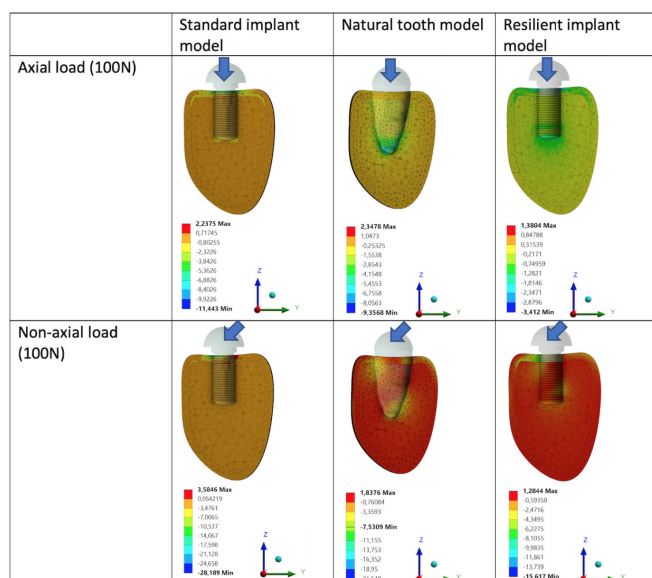 Standard implant model
Natural tooth model
Resilient implant model
Axial load (100N)
2,2375 Max
0,71745
-0,80255
-2,3226
-3,8426
-5,3626
-6,8826
-8,4026
-9,9226
-11,443 Min
Z
Y
2,3478 Max
1,0473
-0,25325
-1,5538
-2,8543
-4,1548
-5,4553
-6,7558
-8,0563
-9,3568 Min
Z
Y
1,3804 Max
0,84788
0,31539
-0,2171
-0,74959
-1,2821
-1,8146
-2,3471
-2,8796
-3,412 Min
Z
Y
Non-axial load (100N)
3,5846 Max
0,054219
-3,4761
-7,0065
-10,537
-14,067
-17,598
-21,128
-24,658
-28,189 Min
Z
Y
1,8376 Max
-0,76084
-3,3593
-7,5309 Min
-11,155
-13,753
-16,352
-18,95
Z
Y
1,2844 Max
-0,59358
-2,4716
-4,3495
-6,2275
-8,1055
-9,9835
-11,861
-13,739
-15,617 Min
Z
Y